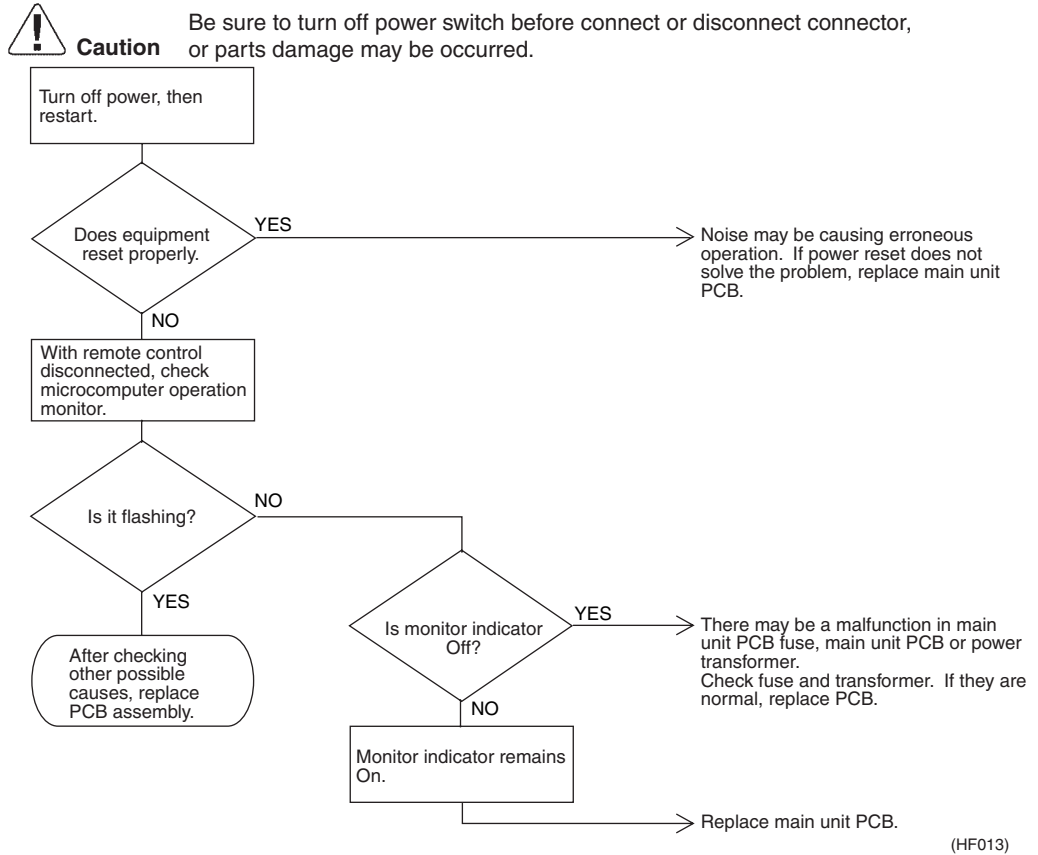 Be sure to turn off power switch before connect or disconnect connector,
Caution
or parts damage may be occurred.
Turn off power, then
restart.
Does equipment
reset properly.
YES
Noise may be causing erroneous
operation. If power reset does not
solve the problem, replace main unit
PCB.
NO
With remote control
disconnected, check
microcomputer operation
monitor.
Is it flashing?
NO
YES
After checking
other possible
causes, replace
PCB assembly.
Is monitor indicator
Off?
YES
There may be a malfunction in main
unit PCB fuse, main unit PCB or power
transformer.
Check fuse and transformer. If they are
normal, replace PCB.
NO
Monitor indicator remains
On.
Replace main unit PCB.
(HF013)